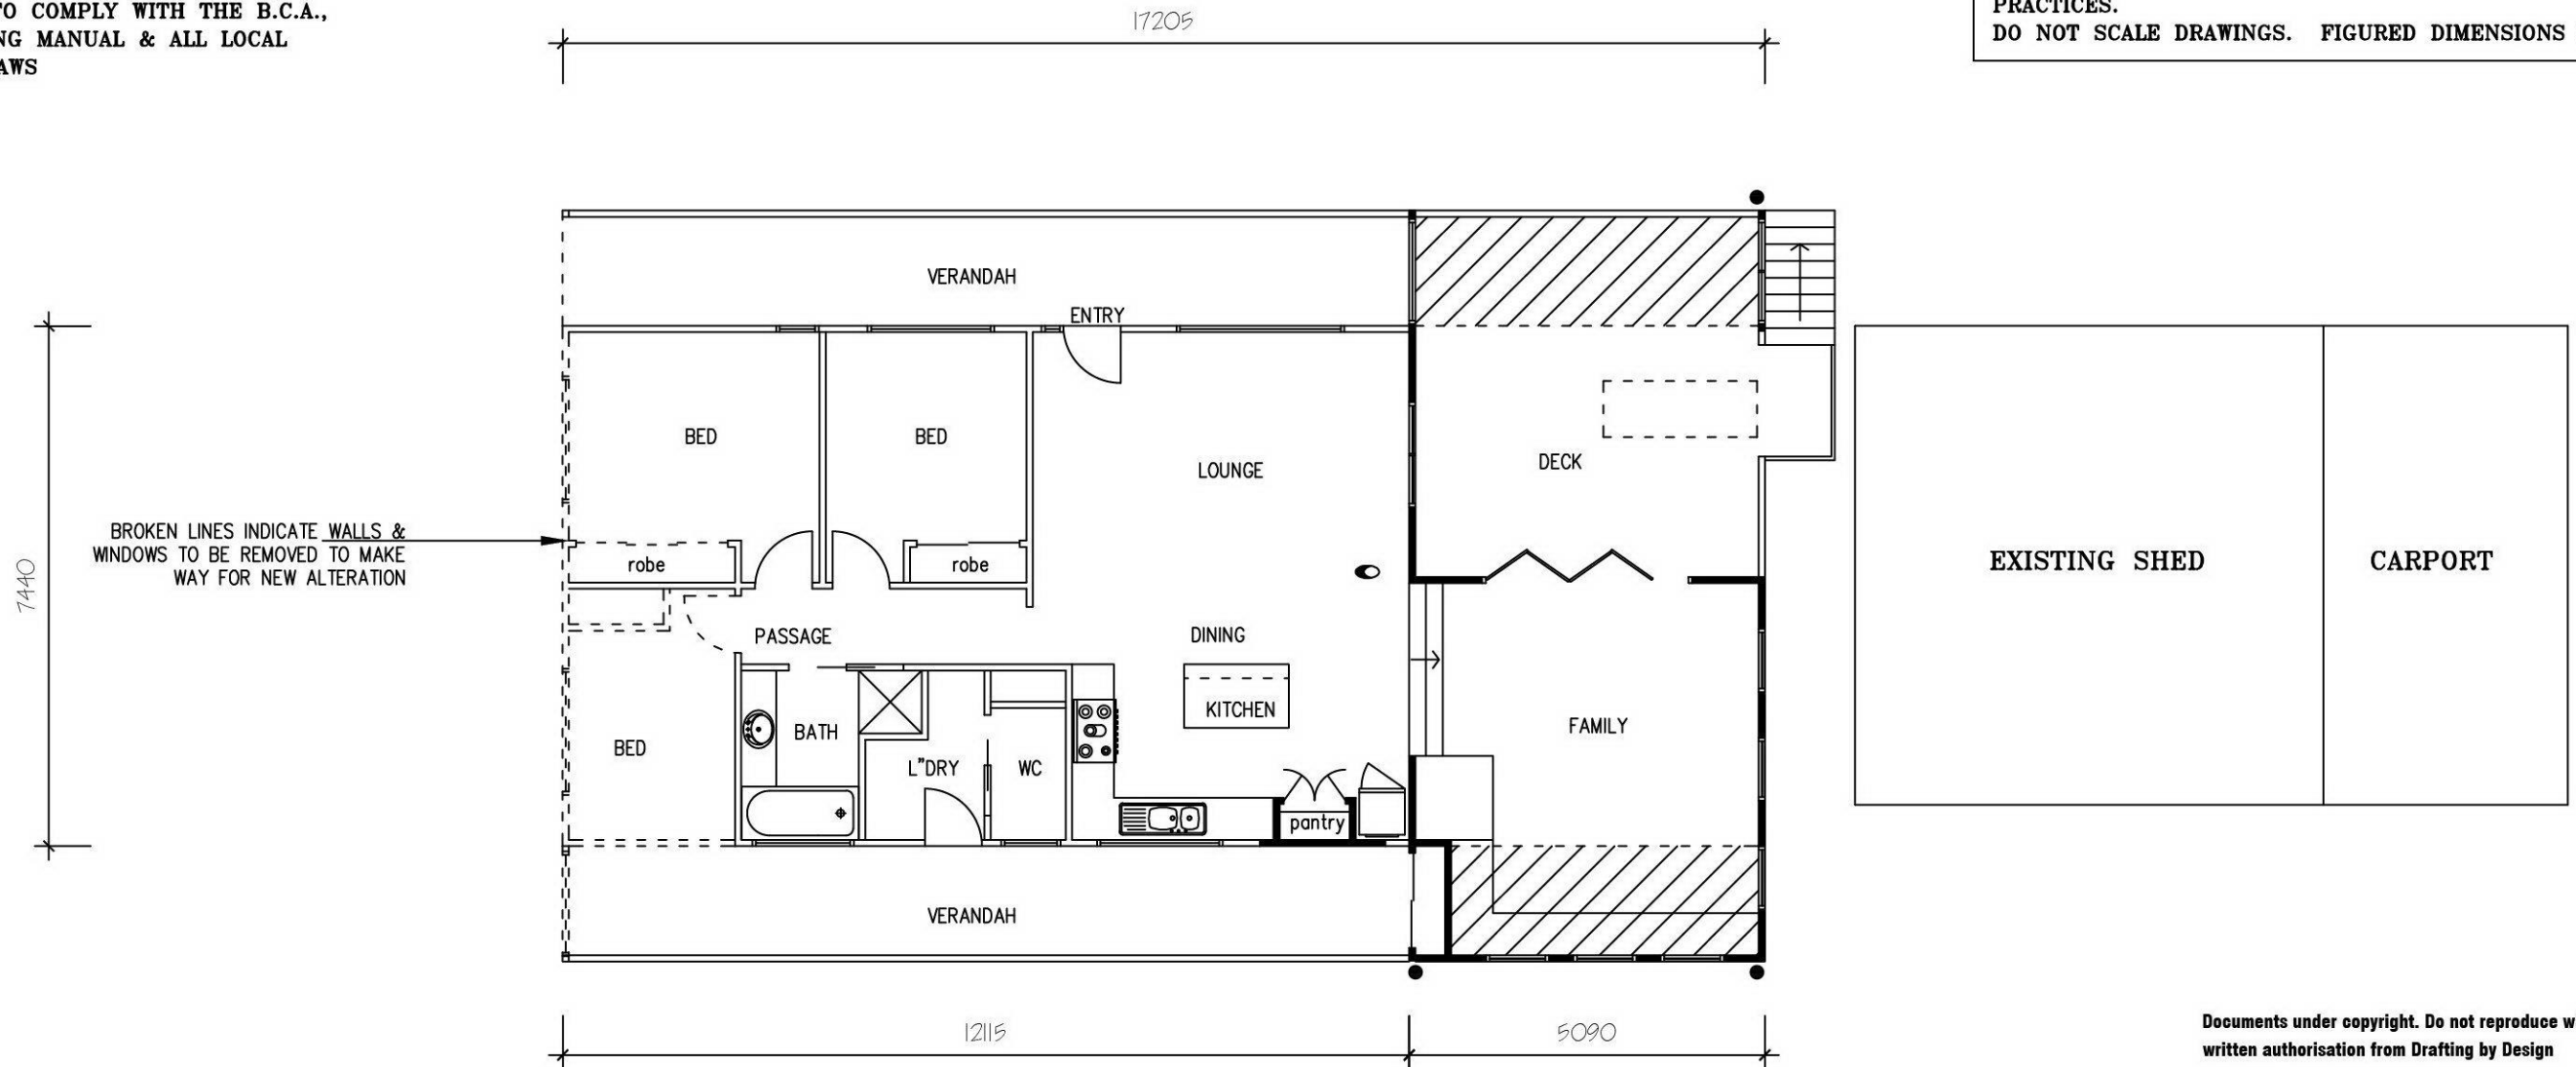 TO COMPLY WITH THE B.C.A.,
NG MANUAL & ALL LOCAL
AWS
17205
PRACTICES.
DO NOT SCALE DRAWINGS. FIGURED DIMENSIONS
VERANDAH
ENTRY
BED
BED
LOUNGE
DECK
BROKEN LINES INDICATE WALLS &
WINDOWS TO BE REMOVED TO MAKE
WAY FOR NEW ALTERATION
robe
robe
EXISTING SHED
CARPORT
7440
PASSAGE
DINING
KITCHEN
FAMILY
BED
BATH
L"DRY
WC
pantry
VERANDAH
12115
5090
Documents under copyright. Do not reproduce w
written authorisation from Drafting by Design